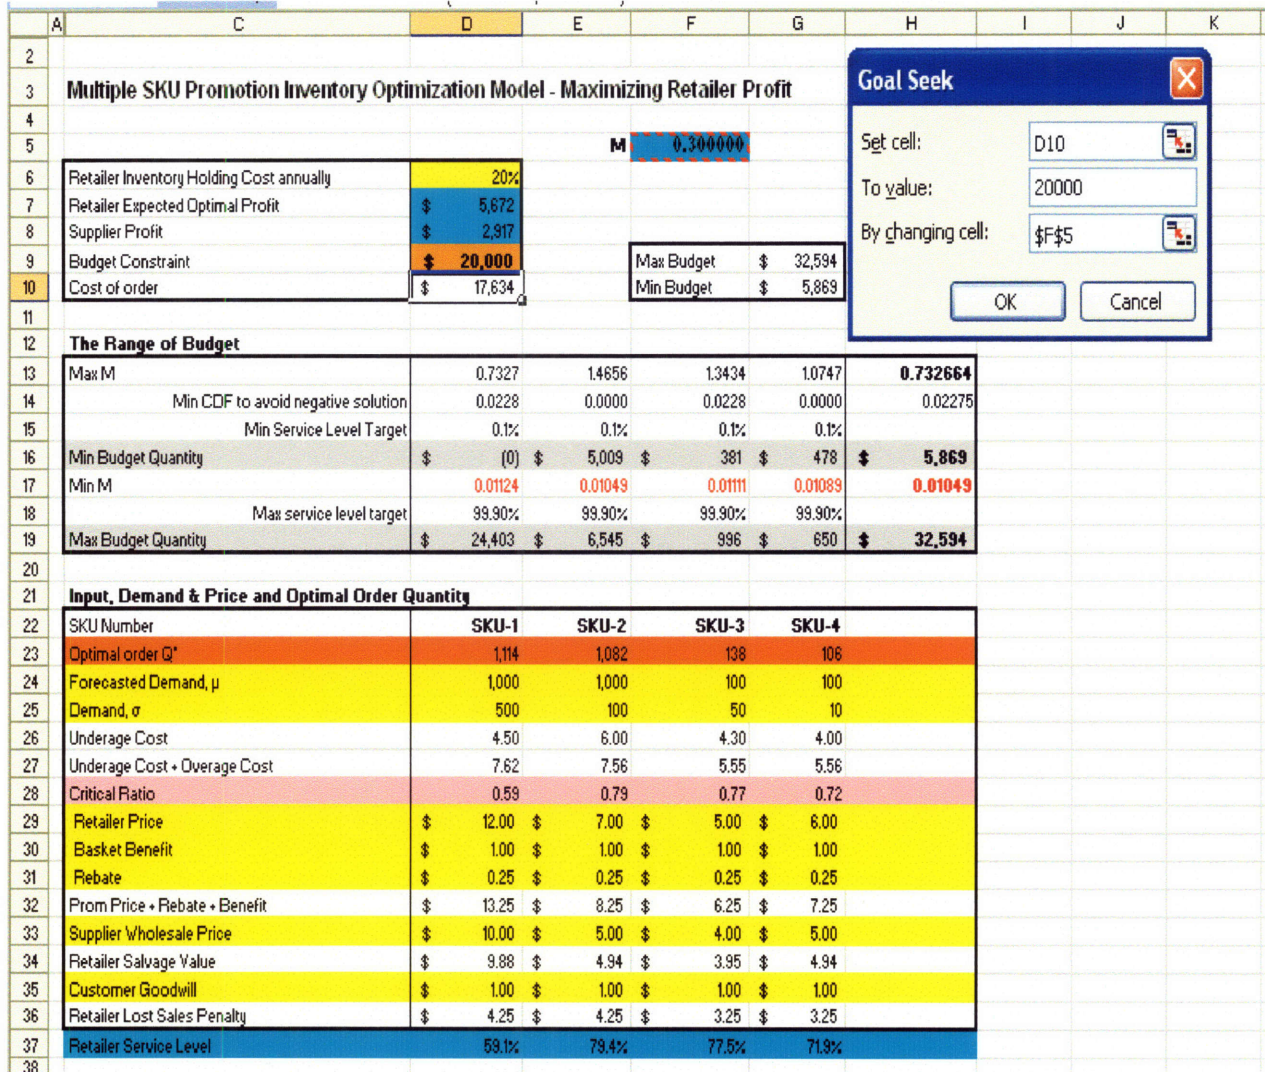 A C D E F G H I J K
2
3 Multiple SKU Promotion Inventory Optimization Model - Maximizing Retailer Profit
4
5 M 0.300000
6 Retailer Inventory Holding Cost annually 20%
7 Retailer Expected Optimal Profit $ 5,672
8 Supplier Profit $ 2,917
9 Budget Constraint $ 20,000 Max Budget $ 32,594
10 Cost of order $ 17,634 Min Budget $ 5,869
Goal Seek
Set cell: D10
To value: 20000
By changing cell: $F$5
OK Cancel
11
12 The Range of Budget
13 Max M 0.7327 1.4656 1.3434 1.0747 0.732664
14 Min CDF to avoid negative solution 0.0228 0.0000 0.0228 0.0000 0.02275
15 Min Service Level Target 0.1% 0.1% 0.1% 0.1%
16 Min Budget Quantity $ (0) $ 5,009 $ 381 $ 478 $ 5,869
17 Min M 0.01124 0.01049 0.01111 0.01089 0.01049
18 Max service level target 99.90% 99.90% 99.90% 99.90%
19 Max Budget Quantity $ 24,403 $ 6,545 $ 996 $ 650 $ 32,594
20
21 Input, Demand & Price and Optimal Order Quantity
22 SKU Number SKU-1 SKU-2 SKU-3 SKU-4
23 Optimal order Q* 1,114 1,082 138 106
24 Forecasted Demand, μ 1,000 1,000 100 100
25 Demand, σ 500 100 50 10
26 Underage Cost 4.50 6.00 4.30 4.00
27 Underage Cost + Overage Cost 7.62 7.56 5.55 5.56
28 Critical Ratio 0.59 0.79 0.77 0.72
29 Retailer Price $ 12.00 $ 7.00 $ 5.00 $ 6.00
30 Basket Benefit $ 1.00 $ 1.00 $ 1.00 $ 1.00
31 Rebate $ 0.25 $ 0.25 $ 0.25 $ 0.25
32 Prom Price + Rebate + Benefit $ 13.25 $ 8.25 $ 6.25 $ 7.25
33 Supplier Wholesale Price $ 10.00 $ 5.00 $ 4.00 $ 5.00
34 Retailer Salvage Value $ 9.88 $ 4.94 $ 3.95 $ 4.94
35 Customer Goodwill $ 1.00 $ 1.00 $ 1.00 $ 1.00
36 Retailer Lost Sales Penalty $ 4.25 $ 4.25 $ 3.25 $ 3.25
37 Retailer Service Level 59.1% 79.4% 77.5% 71.9%
38